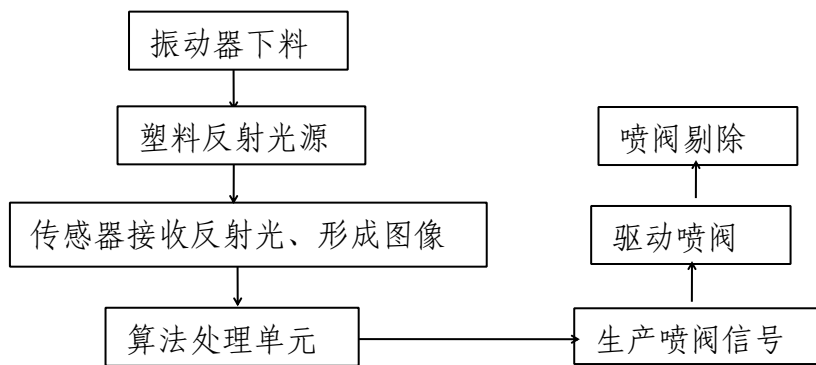 振动器下料
塑料反射光源
传感器接收反射光、形成图像
算法处理单元
生产喷阀信号
驱动喷阀
喷阀剔除